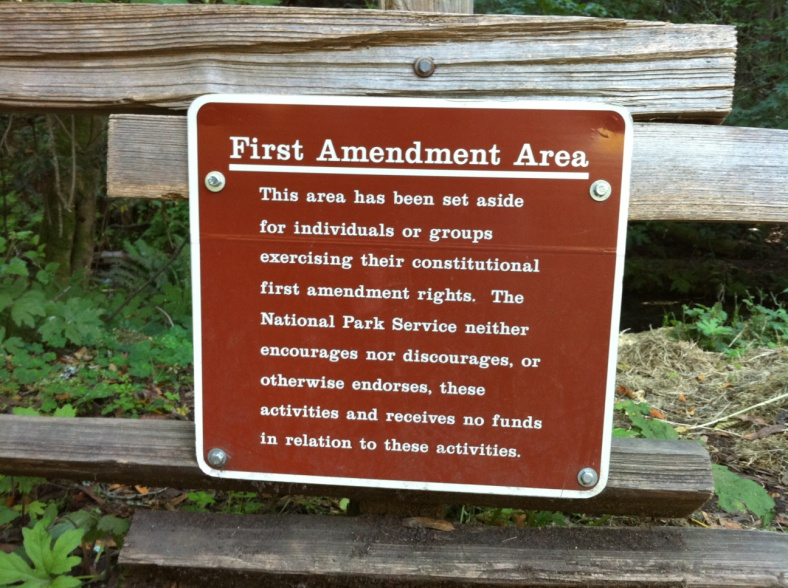 First Amendment Area
This area has been set aside
for individuals or groups
exercising their constitutional
first amendment rights. The
National Park Service neither
encourages nor discourages, or
otherwise endorses, these
activities and receives no funds
in relation to these activities.